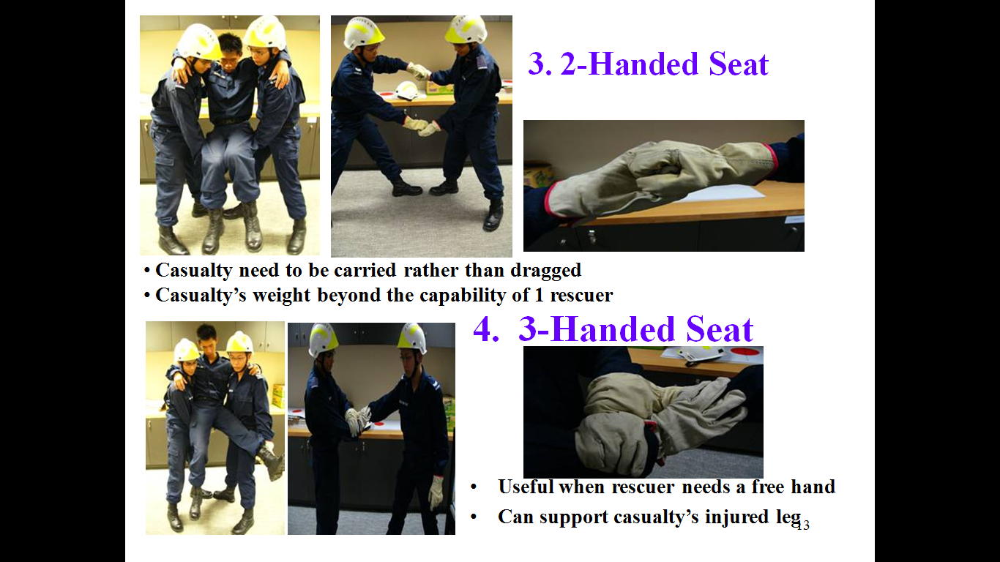 3. 2-Handed Seat
• Casualty need to be carried rather than dragged
• Casualty’s weight beyond the capability of 1 rescuer
4. 3-Handed Seat
• Useful when rescuer needs a free hand
• Can support casualty’s injured leg
13